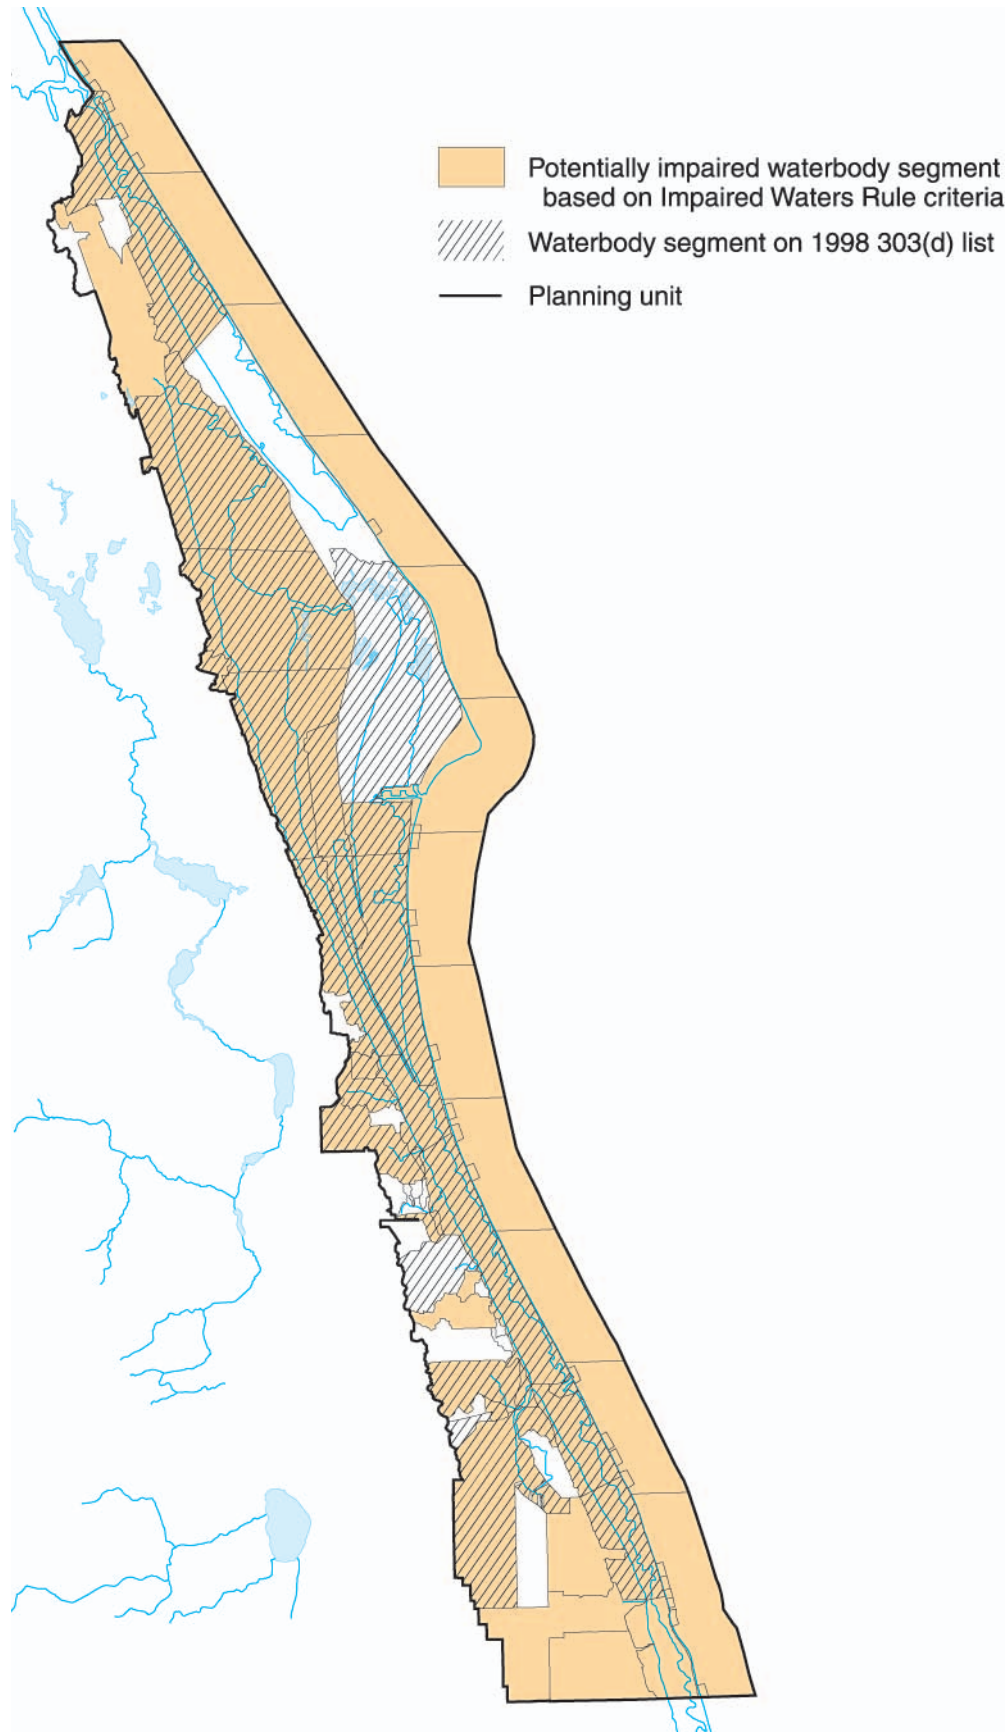 Potentially impaired waterbody segment
based on Impaired Waters Rule criteria
Waterbody segment on 1998 303(d) list
Planning unit